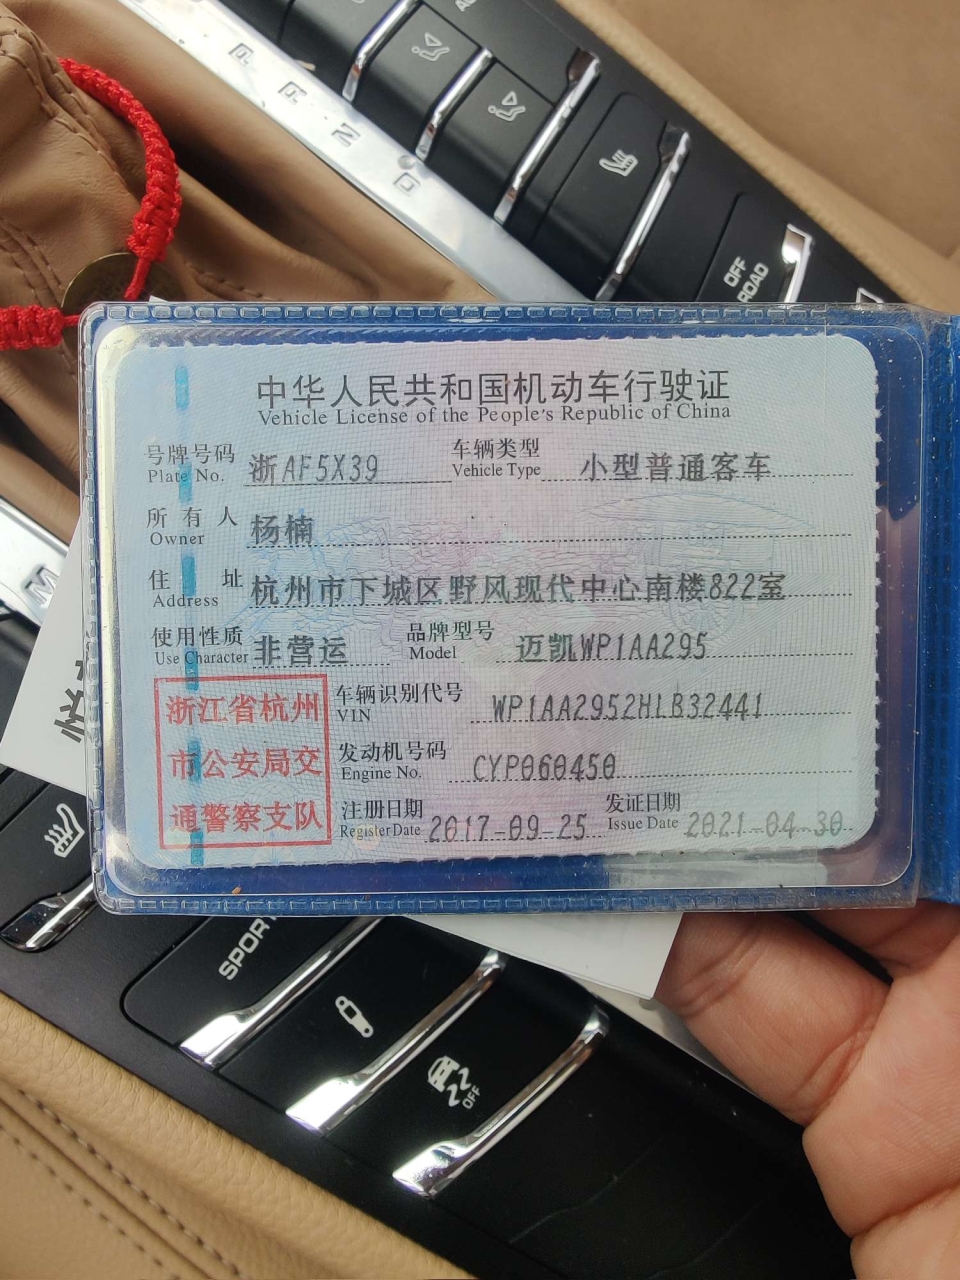 P
R
N
D
OFF
ROAD
中华人民共和国机动车行驶证
Vehicle License of the People's Republic of China
号牌号码 浙AF5X39 车辆类型 小型普通客车
Plate No. Vehicle Type
所有人 杨楠
Owner
住址 杭州市下城区野风现代中心南楼822室
Address
使用性质 非营运 品牌型号 迈凯WP1AA295
Use Character Model
浙江省杭州
市公安局交
通警察支队
车辆识别代号 WP1AA2952HLB32441
VIN
发动机号码 CYP060450
Engine No.
注册日期 2017-09-25 发证日期 2021-04-30
Register Date Issue Date
M
SPORT
OFF